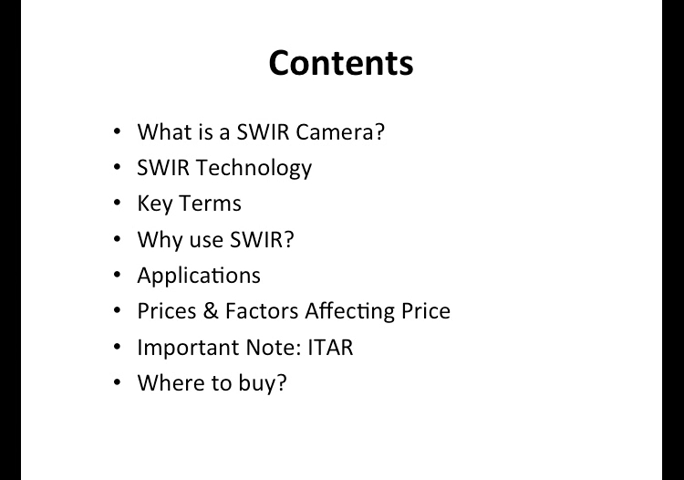 Contents
• What is a SWIR Camera?
• SWIR Technology
• Key Terms
• Why use SWIR?
• Applications
• Prices & Factors Affecting Price
• Important Note: ITAR
• Where to buy?